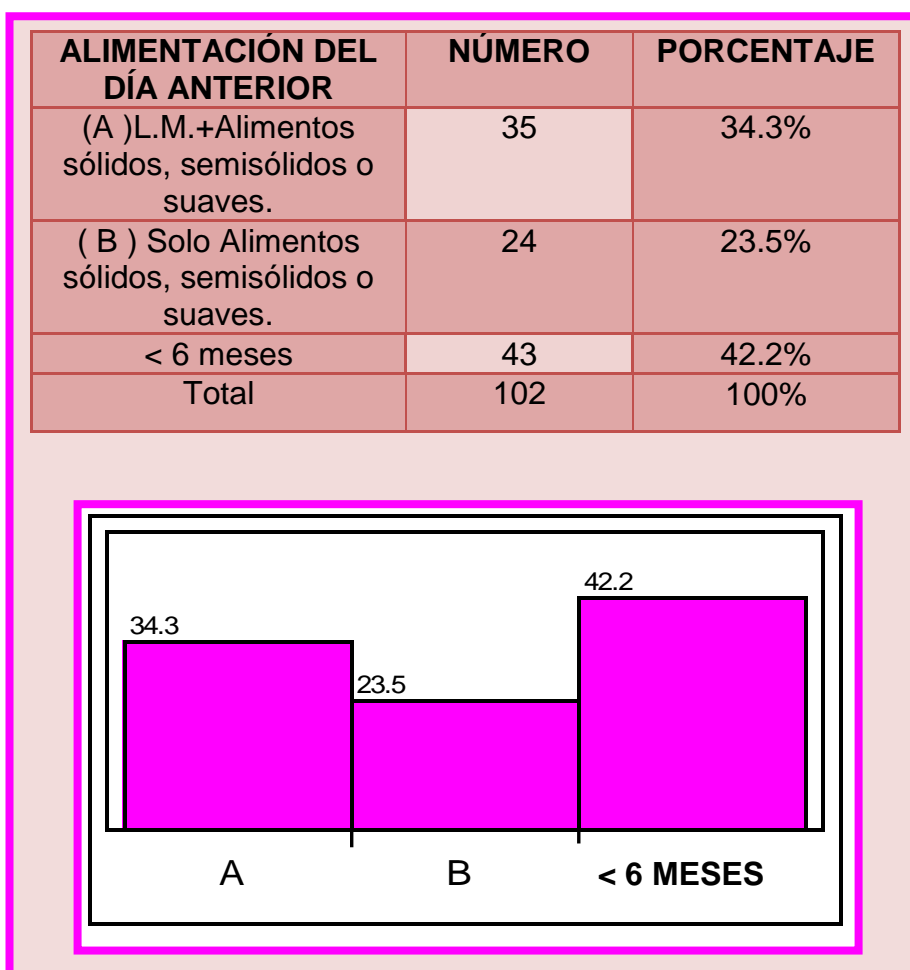 ALIMENTACIÓN DEL DÍA ANTERIOR NÚMERO PORCENTAJE
(A )L.M.+Alimentos sólidos, semisólidos o suaves. 35 34.3%
( B ) Solo Alimentos sólidos, semisólidos o suaves. 24 23.5%
< 6 meses 43 42.2%
Total 102 100%
34.3
23.5
42.2
A B < 6 MESES